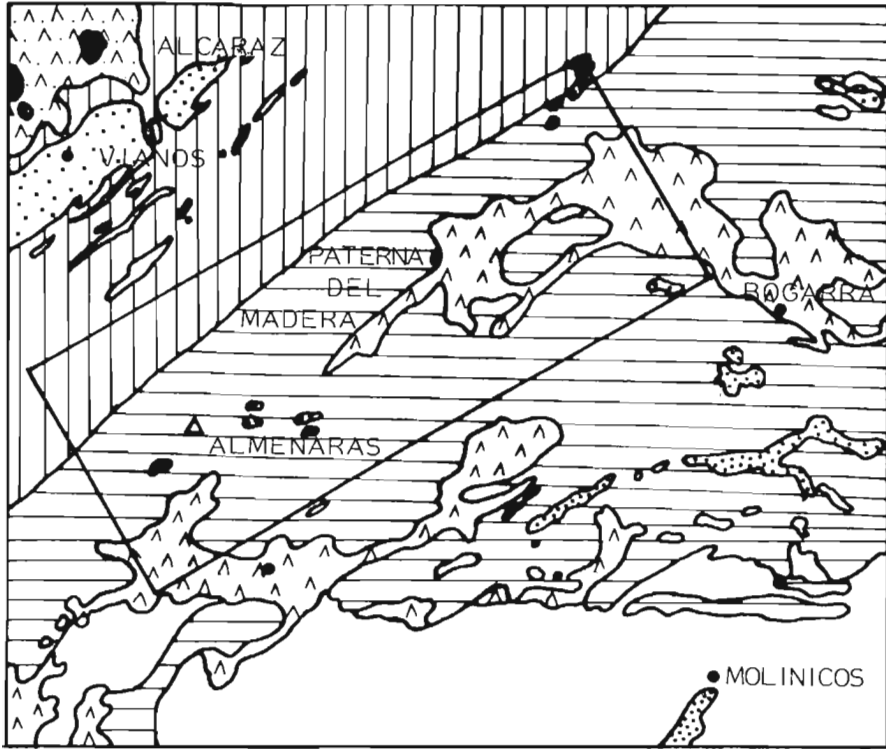 ALCARAZ
VIANOS
PATERNA
DEL
MADERA
BOGARRA
ALMENARAS
MOLINICOS